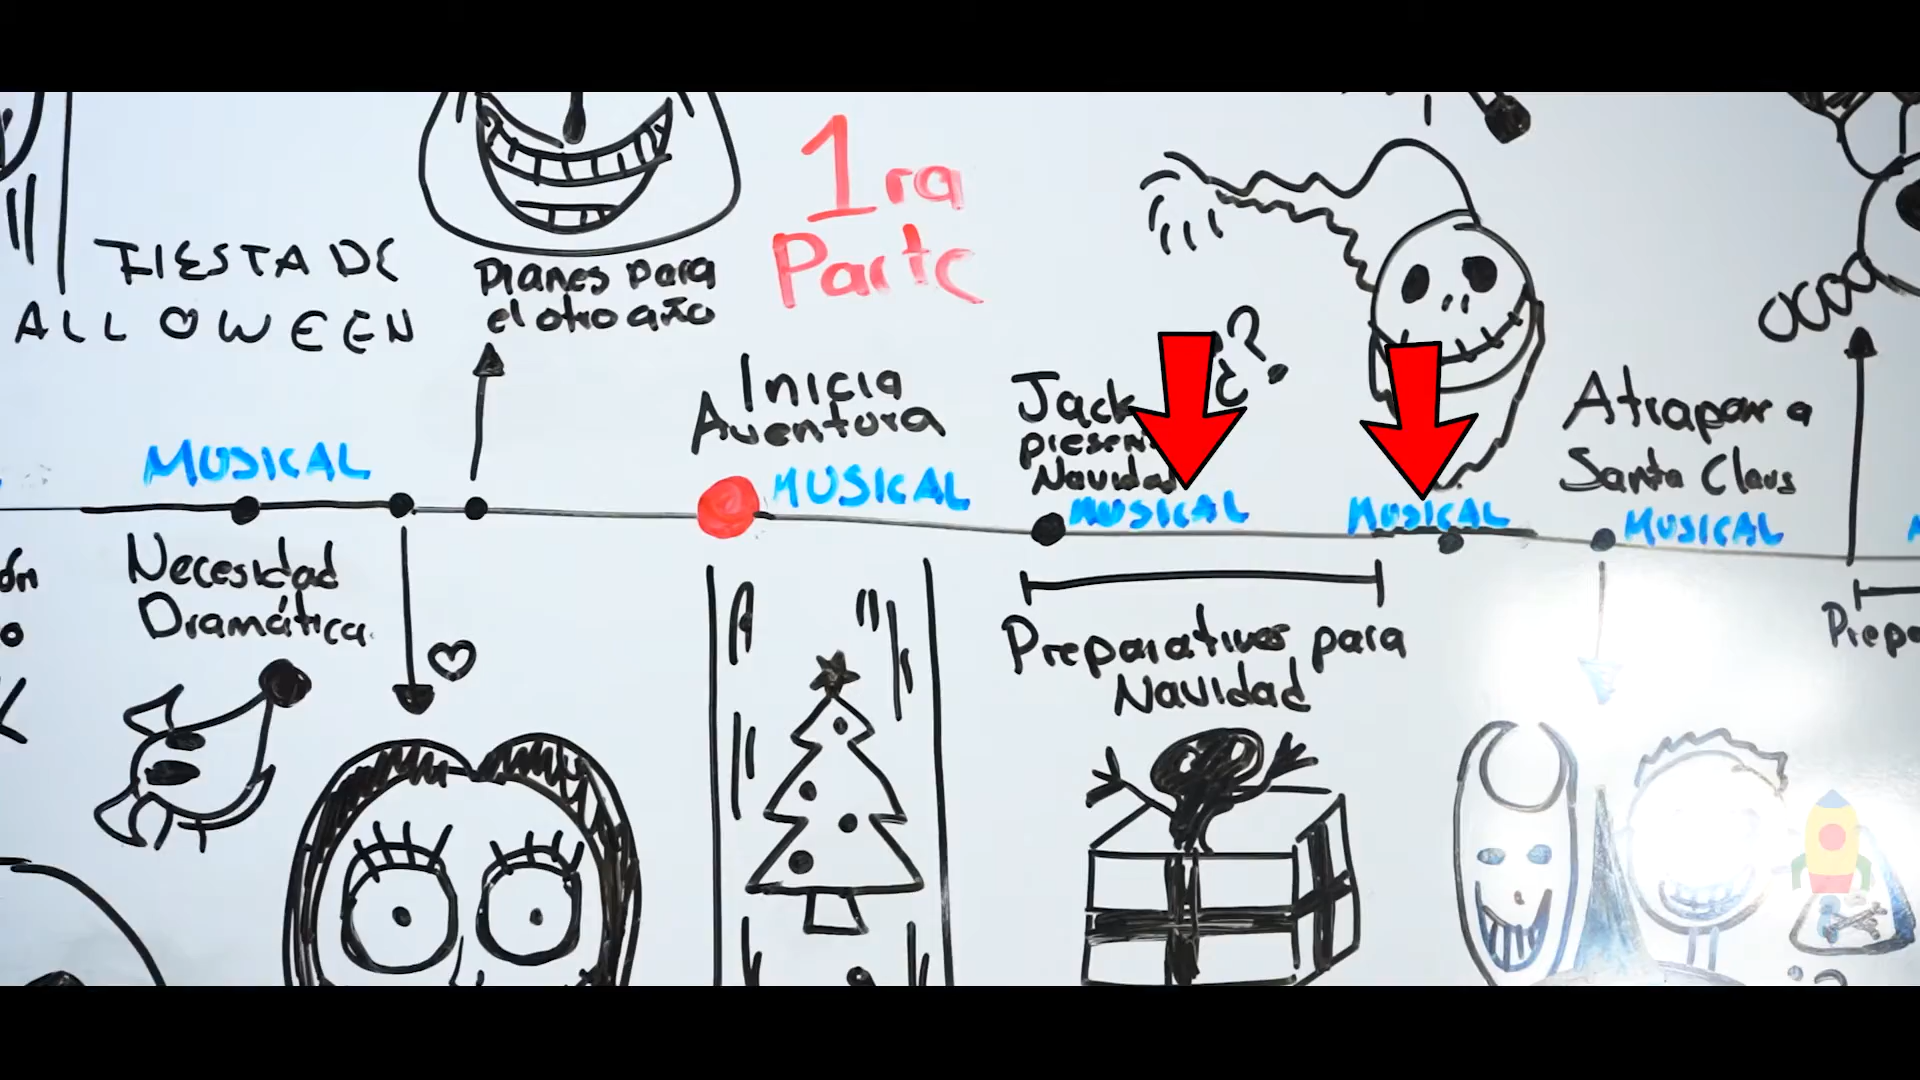 FIESTA DE
ALLOWEEN
Planes para
el otro año
1ra
Parte
MUSICAL
Inicia
Aventura
MUSICAL
Jack
Navidad
¿?
MUSICAL
MUSICAL
Atrapar a
Santa Claus
MUSICAL
Necesidad
Dramática
Preparativos para
Navidad